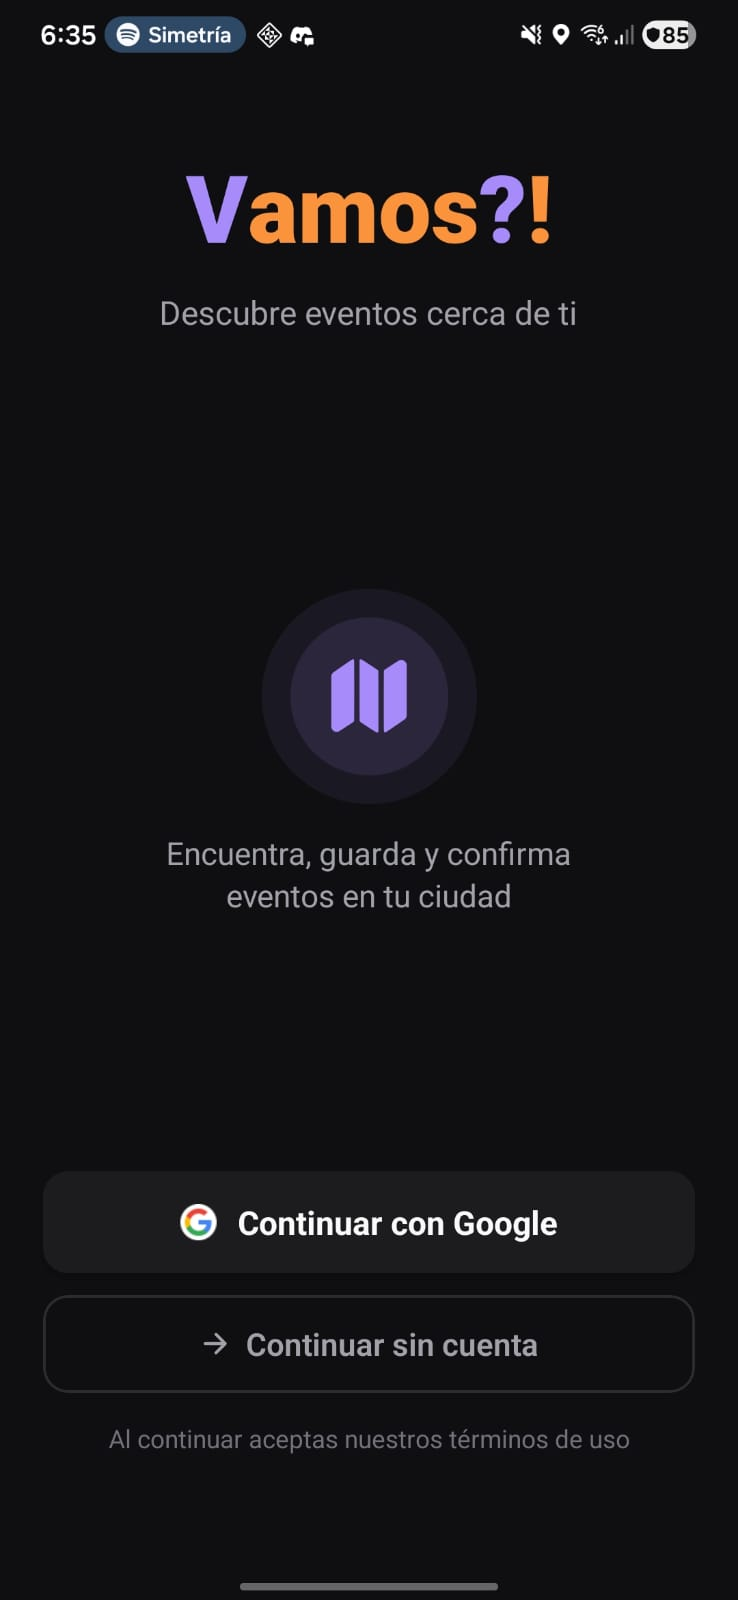 6:35 Simetría 85
Vamos?!
Descubre eventos cerca de ti
Encuentra, guarda y confirma
eventos en tu ciudad
Continuar con Google
Continuar sin cuenta
Al continuar aceptas nuestros términos de uso